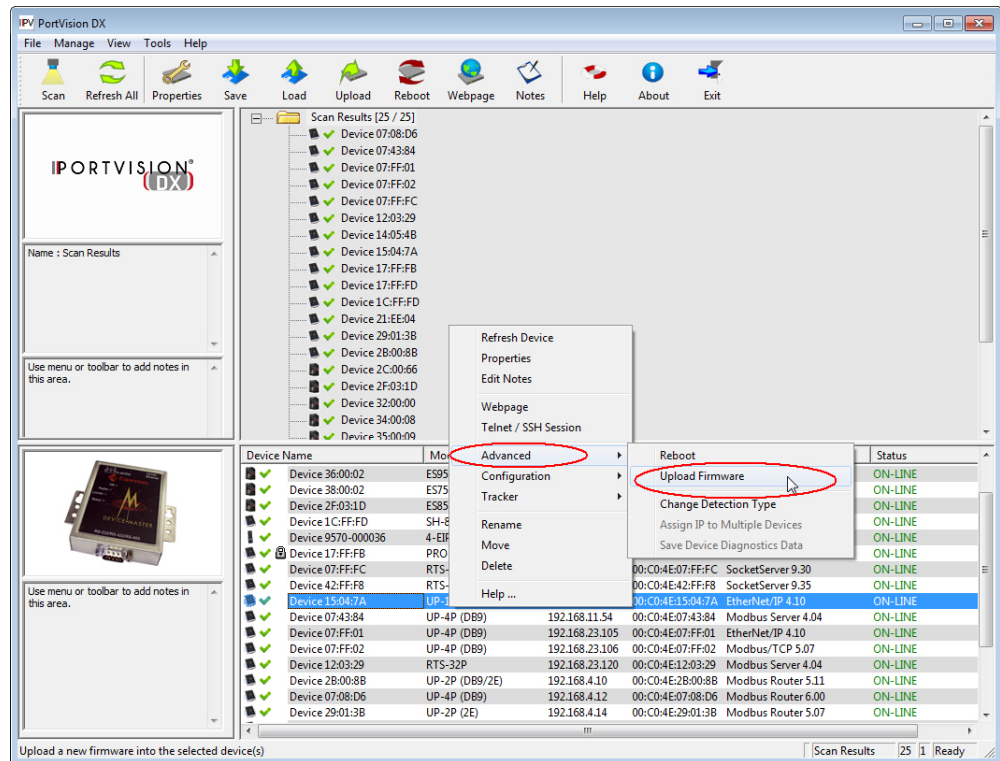 PortVision DX
File Manage View Tools Help
Scan Refresh All Properties Save Load Upload Reboot Webpage Notes Help About Exit
PORTVISION®
DX
Name : Scan Results
Use menu or toolbar to add notes in this area.
Scan Results [25 / 25]
Device 07:08:D6
Device 07:43:84
Device 07:FF:01
Device 07:FF:02
Device 07:FF:FC
Device 12:03:29
Device 14:05:4B
Device 15:04:7A
Device 17:FF:FB
Device 17:FF:FD
Device 1C:FF:FD
Device 21:EE:04
Device 29:01:3B
Device 2B:00:8B
Device 2C:00:66
Device 2F:03:1D
Device 32:00:00
Device 34:00:08
Device 35:00:09
Refresh Device
Properties
Edit Notes
Webpage
Telnet / SSH Session
Advanced
Configuration
Tracker
Rename
Move
Delete
Help ...
Reboot
Upload Firmware
Change Detection Type
Assign IP to Multiple Devices
Save Device Diagnostics Data
DEVICEMASTER
Use menu or toolbar to add notes in this area.
Device Name Status
Device 36:00:02 ES95 ON-LINE
Device 38:00:02 ES75 ON-LINE
Device 2F:03:1D ES85 ON-LINE
Device 1C:FF:FD SH-8 ON-LINE
Device 9570-000036 4-EIP ON-LINE
Device 17:FF:FB PRO ON-LINE
Device 07:FF:FC RTS- 00:C0:4E:07:FF:FC SocketServer 9.30 ON-LINE
Device 42:FF:F8 RTS- 00:C0:4E:42:FF:F8 SocketServer 9.35 ON-LINE
Device 15:04:7A UP-1 00:C0:4E:15:04:7A EtherNet/IP 4.10 ON-LINE
Device 07:43:84 UP-4P (DB9) 192.168.11.54 00:C0:4E:07:43:84 Modbus Server 4.04 ON-LINE
Device 07:FF:01 UP-4P (DB9) 192.168.23.105 00:C0:4E:07:FF:01 EtherNet/IP 4.10 ON-LINE
Device 07:FF:02 UP-4P (DB9) 192.168.23.106 00:C0:4E:07:FF:02 Modbus/TCP 5.07 ON-LINE
Device 12:03:29 RTS-32P 192.168.23.120 00:C0:4E:12:03:29 Modbus Server 4.04 ON-LINE
Device 2B:00:8B UP-2P (DB9/2E) 192.168.4.10 00:C0:4E:2B:00:8B Modbus Router 5.11 ON-LINE
Device 07:08:D6 UP-4P (DB9) 192.168.4.12 00:C0:4E:07:08:D6 Modbus Router 6.00 ON-LINE
Device 29:01:3B UP-2P (2E) 192.168.4.14 00:C0:4E:29:01:3B Modbus Router 5.07 ON-LINE
Upload a new firmware into the selected device(s) Scan Results 25 1 Ready